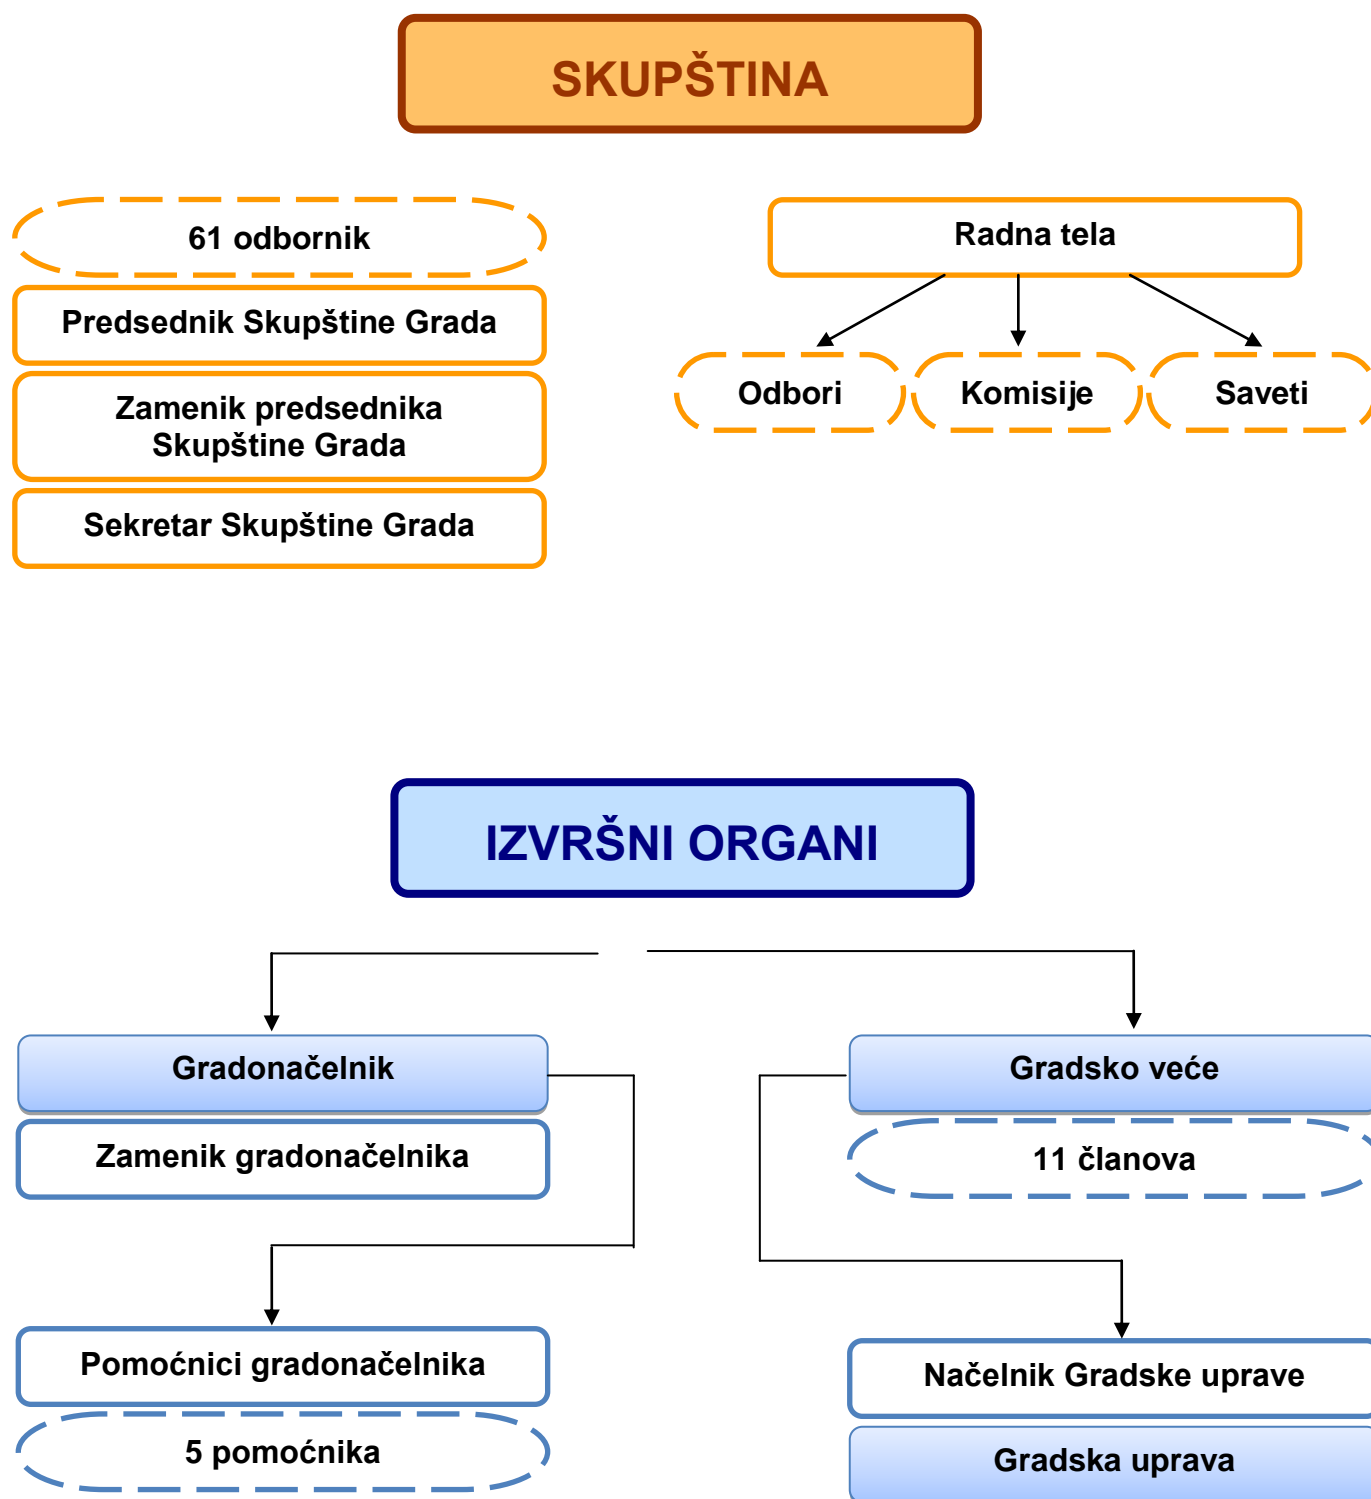 SKUPŠTINA
61 odbornik
Predsednik Skupštine Grada
Zamenik predsednika
Skupštine Grada
Sekretar Skupštine Grada
Radna tela
Odbori
Komisije
Saveti
IZVRŠNI ORGANI
Gradonačelnik
Zamenik gradonačelnika
Gradsko veće
11 članova
Pomoćnici gradonačelnika
5 pomoćnika
Načelnik Gradske uprave
Gradska uprava